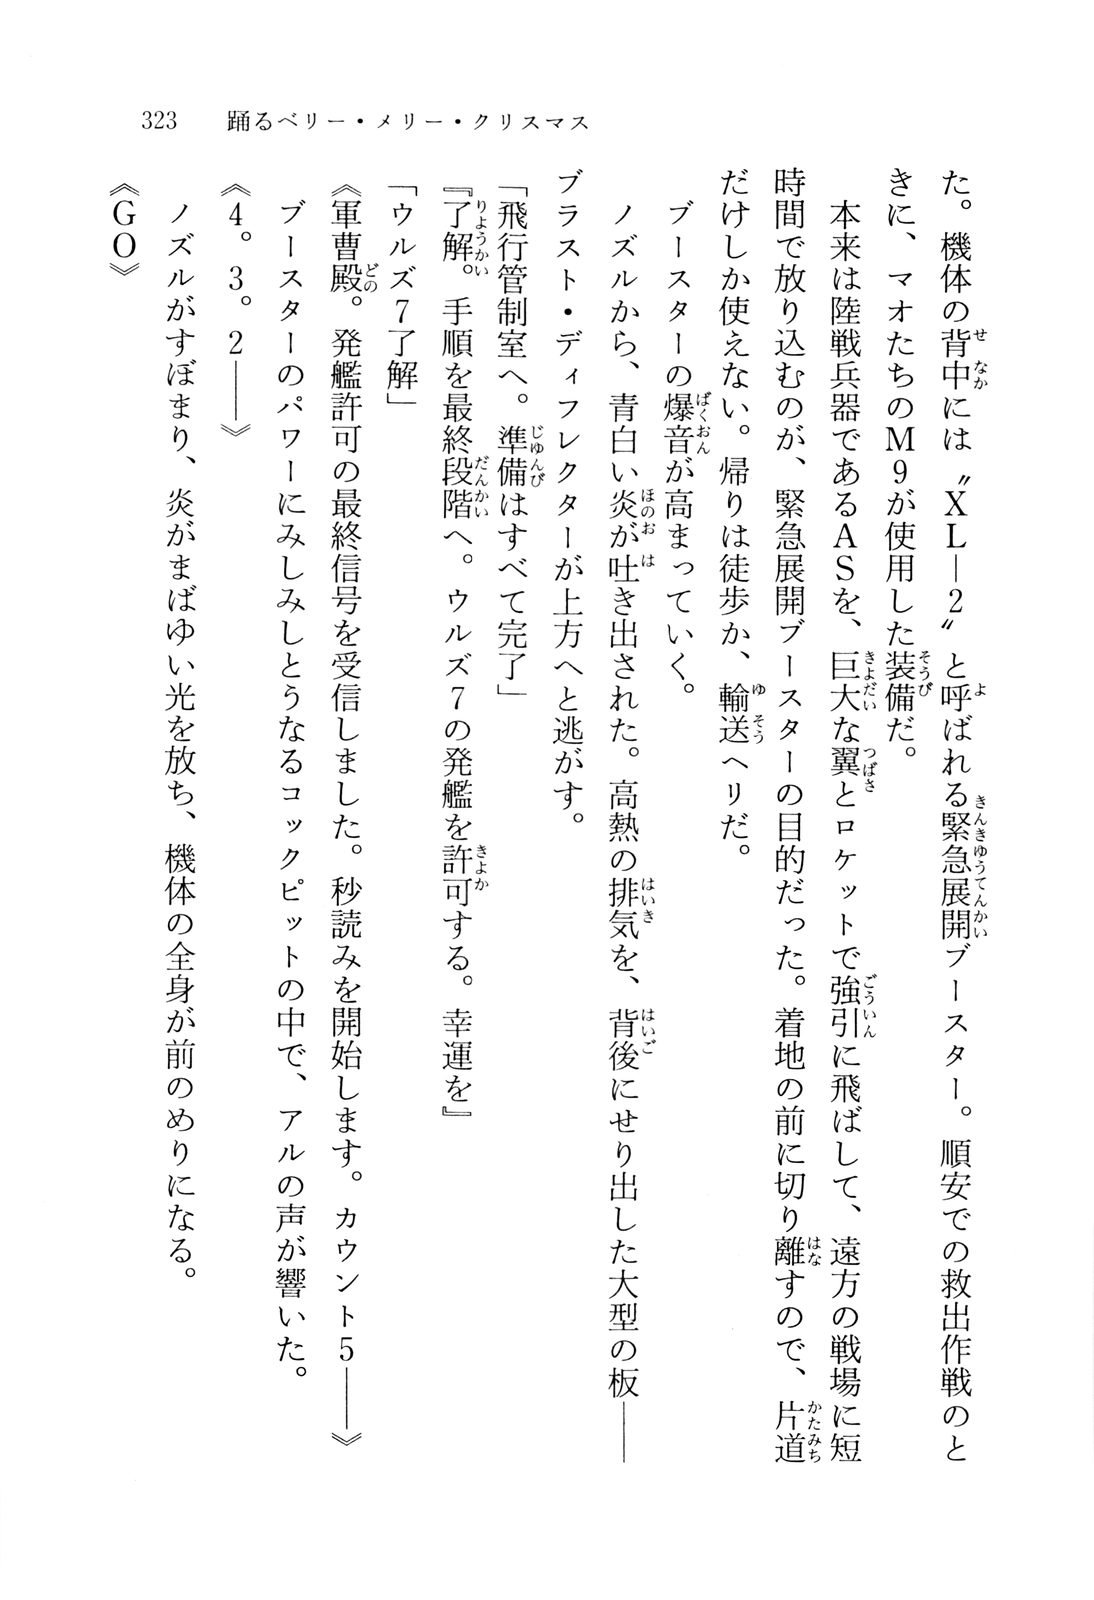 323 踊るベリー・メリー・クリスマス
た。機体の背中には〝XL―2〟と呼ばれる緊急展開ブースター。順安での救出作戦のと
きに、マオたちのM9が使用した装備だ。
本来は陸戦兵器であるASを、巨大な翼とロケットで強引に飛ばして、遠方の戦場に短
時間で放り込むのが、緊急展開ブースターの目的だった。着地の前に切り離すので、片道
だけしか使えない。帰りは徒歩か、輸送ヘリだ。
ブースターの爆音が高まっていく。
ノズルから、青白い炎が吐き出された。高熱の排気を、背後にせり出した大型の板――
ブラスト・ディフレクターが上方へと逃がす。
「飛行管制室へ。準備はすべて完了」
『了解。手順を最終段階へ。ウルズ7の発艦を許可する。幸運を』
「ウルズ7了解」
《軍曹殿。発艦許可の最終信号を受信しました。秒読みを開始します。カウント5――》
ブースターのパワーにみしみしとうなるコックピットの中で、アルの声が響いた。
《4。3。2――》
ノズルがすぼまり、炎がまばゆい光を放ち、機体の全身が前のめりになる。
《GO》